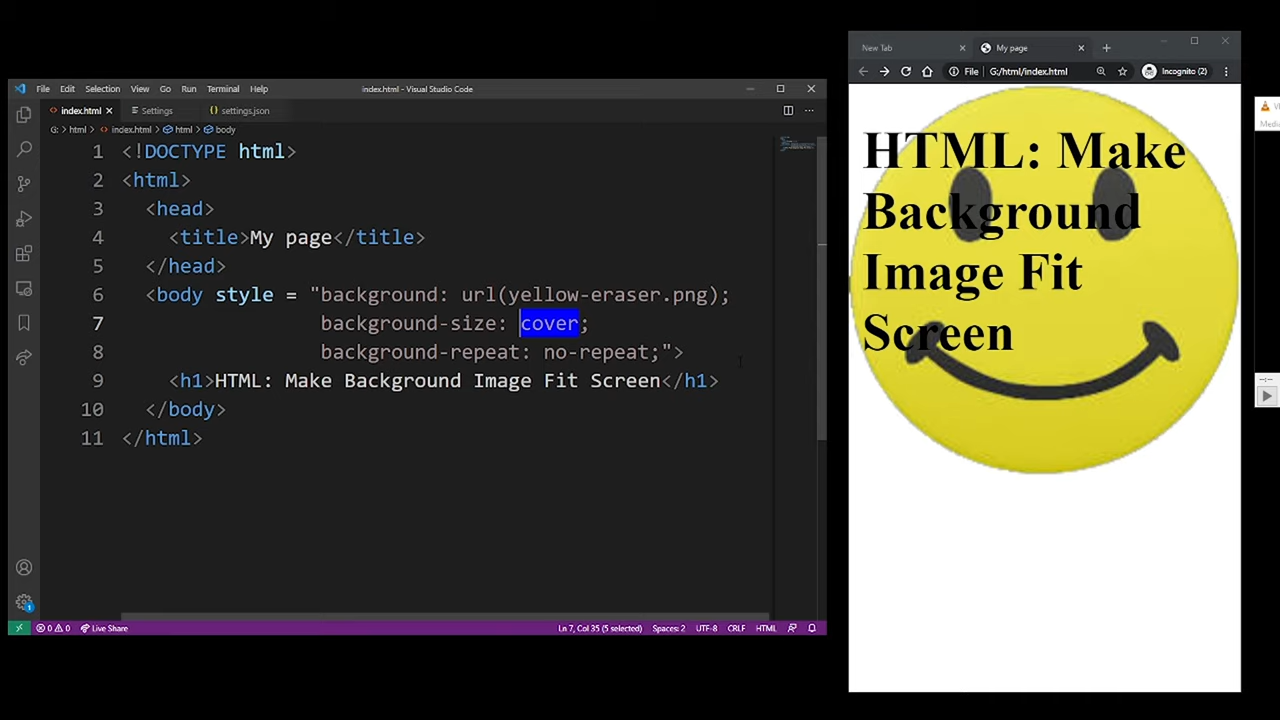 File Edit Selection View Go Run Terminal Help index.html - Visual Studio Code
index.html Settings settings.json
G: > html > index.html > html > body
1 <!DOCTYPE html>
2 <html>
3 <head>
4 <title>My page</title>
5 </head>
6 <body style = "background: url(yellow-eraser.png);
7 background-size: cover;
8 background-repeat: no-repeat;">
9 <h1>HTML: Make Background Image Fit Screen</h1>
10 </body>
11 </html>
0 0 Live Share Ln 7, Col 35 (5 selected) Spaces: 2 UTF-8 CRLF HTML
1
New Tab My page
File G:/html/index.html Incognito (2)
HTML: Make
Background
Image Fit
Screen
Medi
--:--